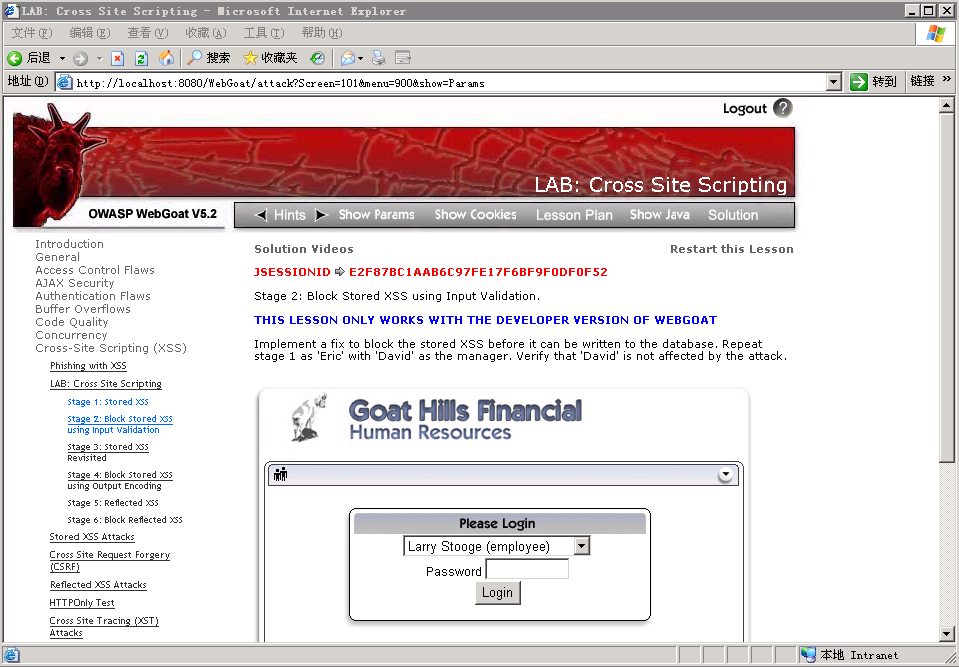 LAB: Cross Site Scripting - Microsoft Internet Explorer
文件(F) 编辑(E) 查看(V) 收藏(A) 工具(T) 帮助(H)
后退 搜索 收藏夹
地址(D) http://localhost:8080/WebGoat/attack?Screen=101&menu=900&show=Params 转到 链接 »
Logout ?
LAB: Cross Site Scripting
OWASP WebGoat V5.2
Hints Show Params Show Cookies Lesson Plan Show Java Solution
Introduction
General
Access Control Flaws
AJAX Security
Authentication Flaws
Buffer Overflows
Code Quality
Concurrency
Cross-Site Scripting (XSS)
Phishing with XSS
LAB: Cross Site Scripting
Stage 1: Stored XSS
Stage 2: Block Stored XSS
using Input Validation
Stage 3: Stored XSS
Revisited
Stage 4: Block Stored XSS
using Output Encoding
Stage 5: Reflected XSS
Stage 6: Block Reflected XSS
Stored XSS Attacks
Cross Site Request Forgery
(CSRF)
Reflected XSS Attacks
HTTPOnly Test
Cross Site Tracing (XST)
Attacks
Solution Videos Restart this Lesson
JSESSIONID E2F87BC1AAB6C97FE17F6BF9F0DF0F52
Stage 2: Block Stored XSS using Input Validation.
THIS LESSON ONLY WORKS WITH THE DEVELOPER VERSION OF WEBGOAT
Implement a fix to block the stored XSS before it can be written to the database. Repeat
stage 1 as 'Eric' with 'David' as the manager. Verify that 'David' is not affected by the attack.
Goat Hills Financial
Human Resources
Please Login
Larry Stooge (employee)
Password
Login
本地 Intranet